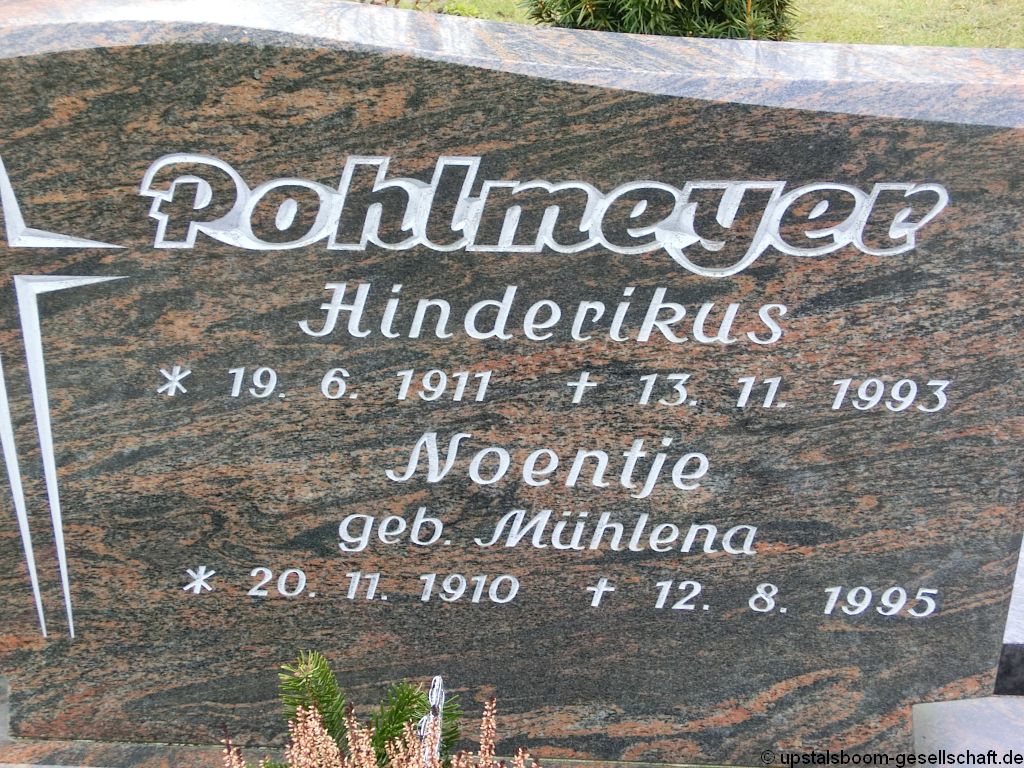 Pohlmeyer
Hinderikus
* 19. 6. 1911 † 13. 11. 1993
Noentje
geb. Mühlena
* 20. 11. 1910 † 12. 8. 1995
© upstalsboom-gesellschaft.de